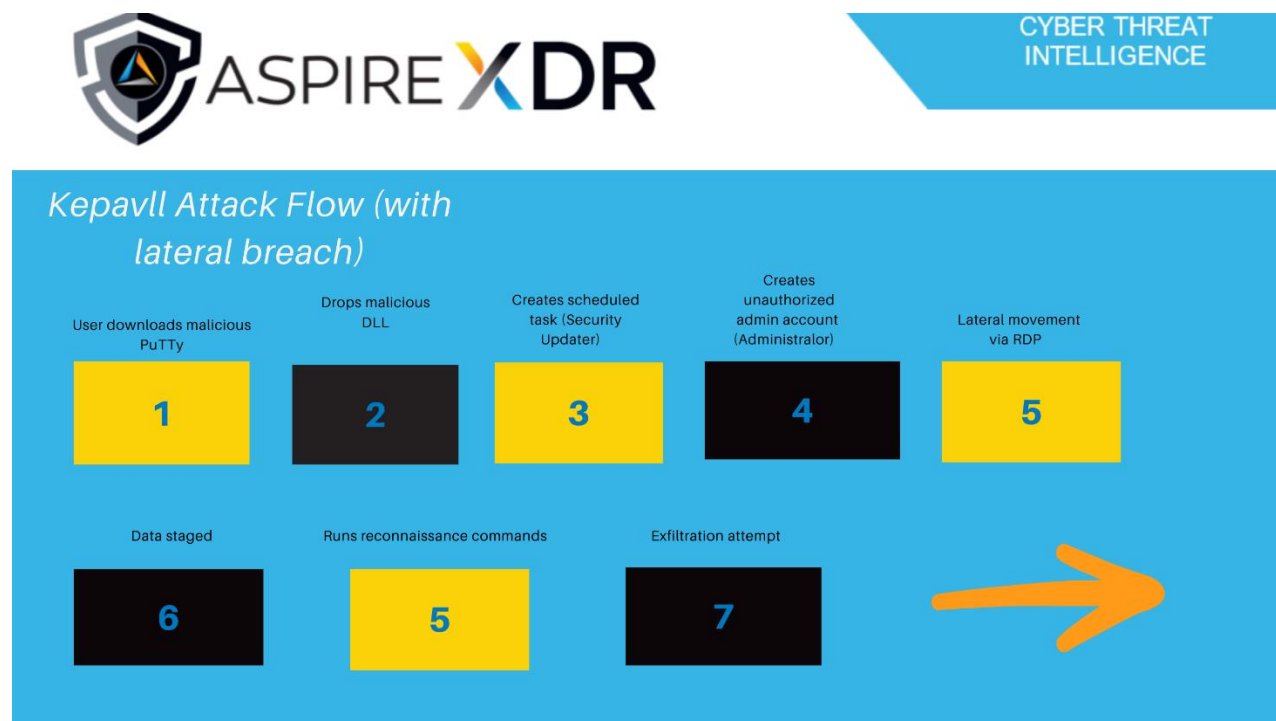 ASPIRE XDR
CYBER THREAT
INTELLIGENCE
Kepavll Attack Flow (with
lateral breach)
User downloads malicious
PuTTy
1
Drops malicious
DLL
2
Creates scheduled
task (Security
Updater)
3
Creates
unauthorized
admin account
(Administralor)
4
Lateral movement
via RDP
5
Data staged
6
Runs reconnaissance commands
5
Exfiltration attempt
7